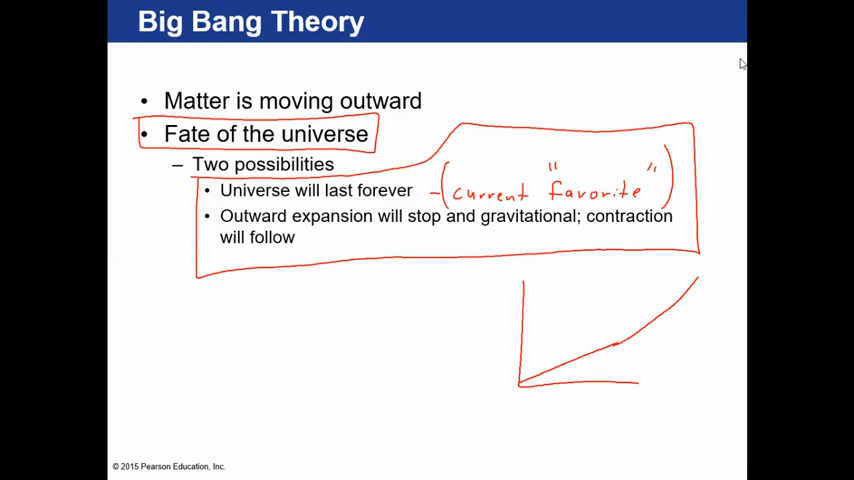 Big Bang Theory
• Matter is moving outward
• Fate of the universe
– Two possibilities
• Universe will last forever – (current "favorite")
• Outward expansion will stop and gravitational; contraction
will follow
© 2015 Pearson Education, Inc.